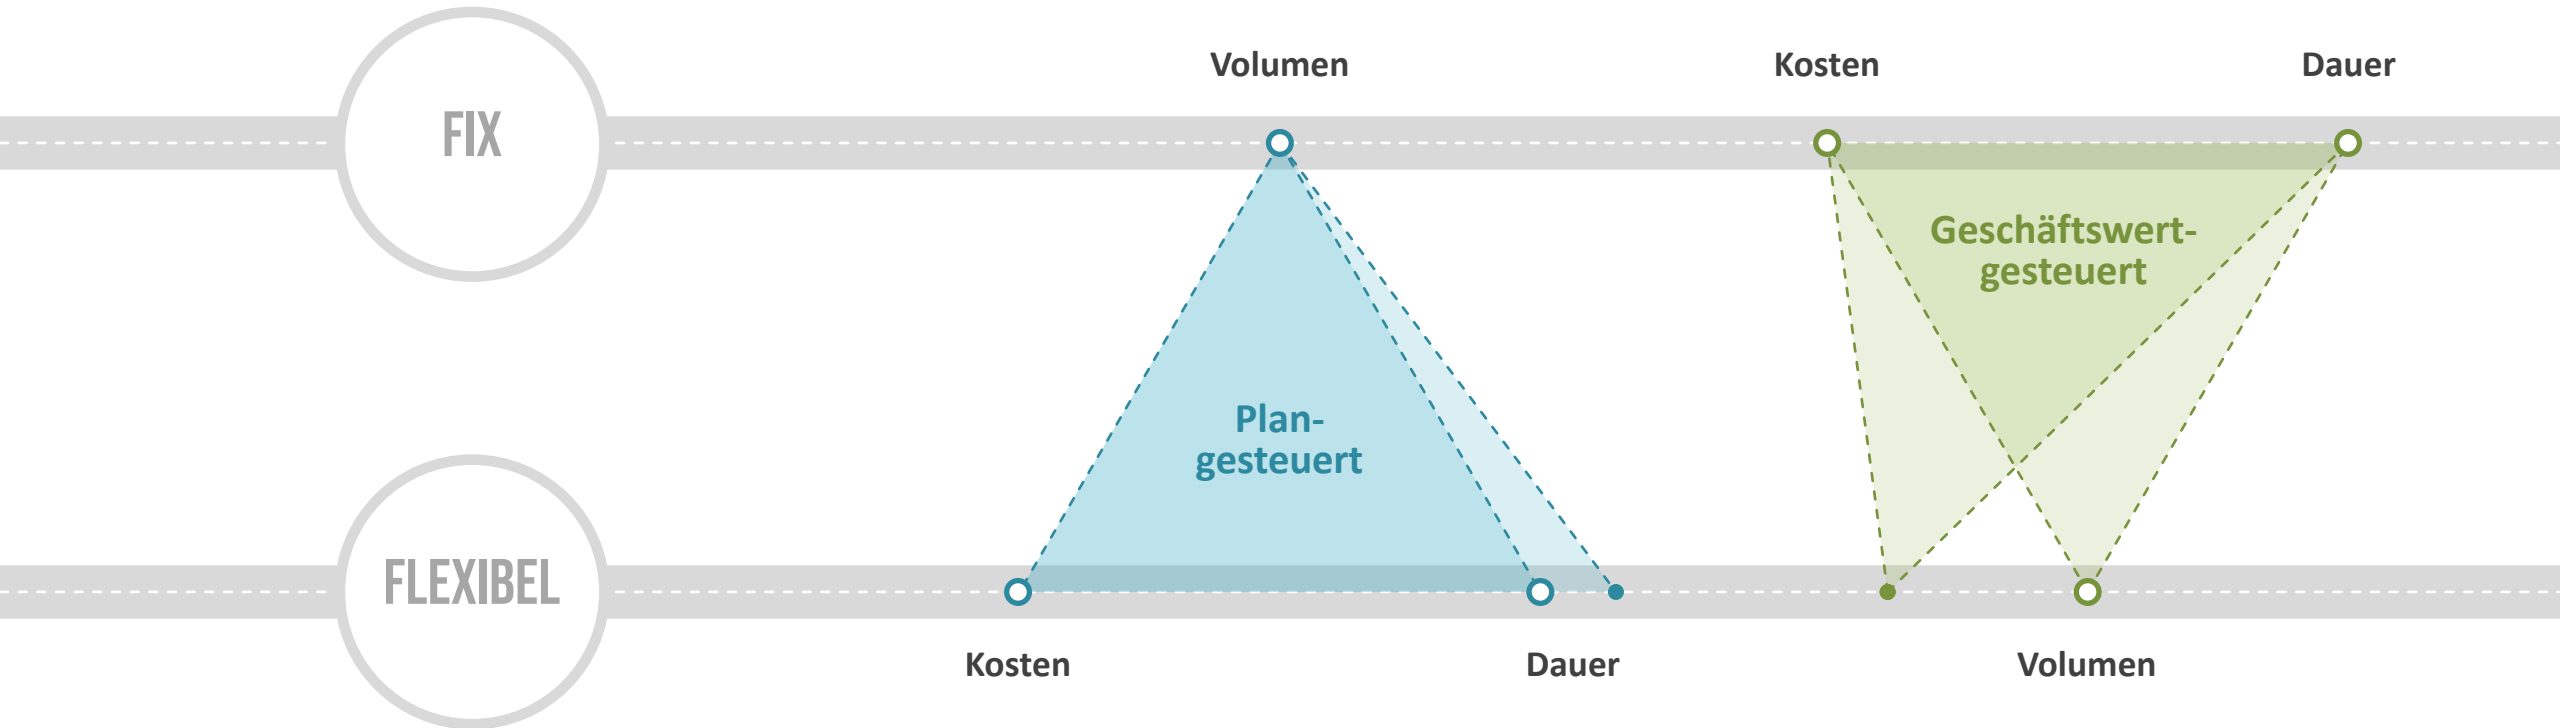 Volumen
Kosten
Dauer
FIX
Geschäftswert-
gesteuert
Plan-
gesteuert
FLEXIBEL
Kosten
Dauer
Volumen